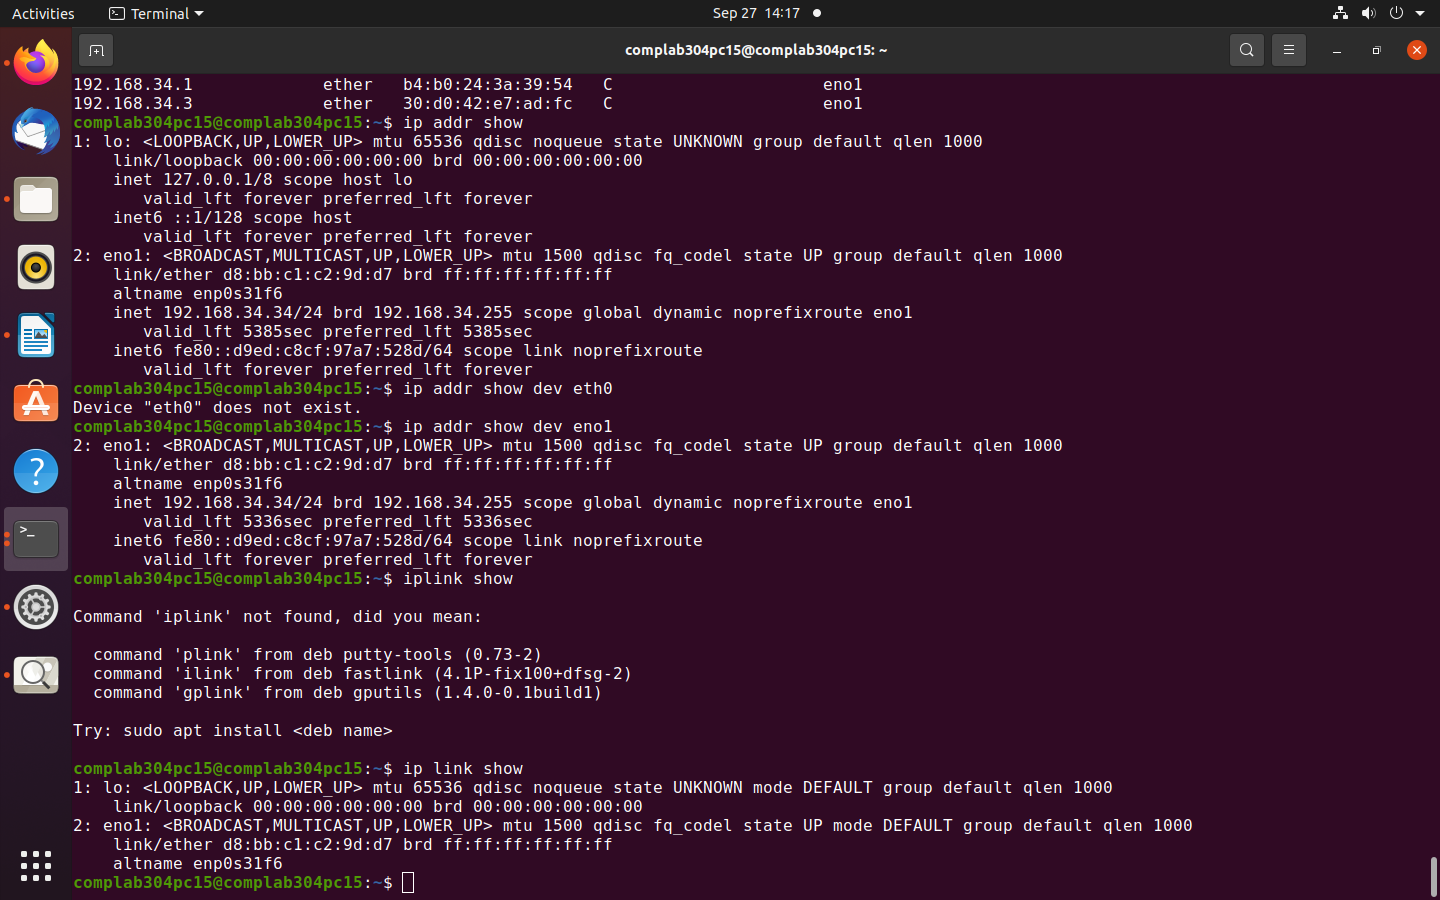 Activities
Terminal
Sep 27 14:17
complab304pc15@complab304pc15: ~
192.168.34.1             ether   b4:b0:24:3a:39:54   C                     eno1
192.168.34.3             ether   30:d0:42:e7:ad:fc   C                     eno1
complab304pc15@complab304pc15:~$ ip addr show
1: lo: <LOOPBACK,UP,LOWER_UP> mtu 65536 qdisc noqueue state UNKNOWN group default qlen 1000
    link/loopback 00:00:00:00:00:00 brd 00:00:00:00:00:00
    inet 127.0.0.1/8 scope host lo
       valid_lft forever preferred_lft forever
    inet6 ::1/128 scope host
       valid_lft forever preferred_lft forever
2: eno1: <BROADCAST,MULTICAST,UP,LOWER_UP> mtu 1500 qdisc fq_codel state UP group default qlen 1000
    link/ether d8:bb:c1:c2:9d:d7 brd ff:ff:ff:ff:ff:ff
    altname enp0s31f6
    inet 192.168.34.34/24 brd 192.168.34.255 scope global dynamic noprefixroute eno1
       valid_lft 5385sec preferred_lft 5385sec
    inet6 fe80::d9ed:c8cf:97a7:528d/64 scope link noprefixroute
       valid_lft forever preferred_lft forever
complab304pc15@complab304pc15:~$ ip addr show dev eth0
Device "eth0" does not exist.
complab304pc15@complab304pc15:~$ ip addr show dev eno1
2: eno1: <BROADCAST,MULTICAST,UP,LOWER_UP> mtu 1500 qdisc fq_codel state UP group default qlen 1000
    link/ether d8:bb:c1:c2:9d:d7 brd ff:ff:ff:ff:ff:ff
    altname enp0s31f6
    inet 192.168.34.34/24 brd 192.168.34.255 scope global dynamic noprefixroute eno1
       valid_lft 5336sec preferred_lft 5336sec
    inet6 fe80::d9ed:c8cf:97a7:528d/64 scope link noprefixroute
       valid_lft forever preferred_lft forever
complab304pc15@complab304pc15:~$ iplink show
Command 'iplink' not found, did you mean:
  command 'plink' from deb putty-tools (0.73-2)
  command 'ilink' from deb fastlink (4.1P-fix100+dfsg-2)
  command 'gplink' from deb gputils (1.4.0-0.1build1)
Try: sudo apt install <deb name>
complab304pc15@complab304pc15:~$ ip link show
1: lo: <LOOPBACK,UP,LOWER_UP> mtu 65536 qdisc noqueue state UNKNOWN mode DEFAULT group default qlen 1000
    link/loopback 00:00:00:00:00:00 brd 00:00:00:00:00:00
2: eno1: <BROADCAST,MULTICAST,UP,LOWER_UP> mtu 1500 qdisc fq_codel state UP mode DEFAULT group default qlen 1000
    link/ether d8:bb:c1:c2:9d:d7 brd ff:ff:ff:ff:ff:ff
    altname enp0s31f6
complab304pc15@complab304pc15:~$